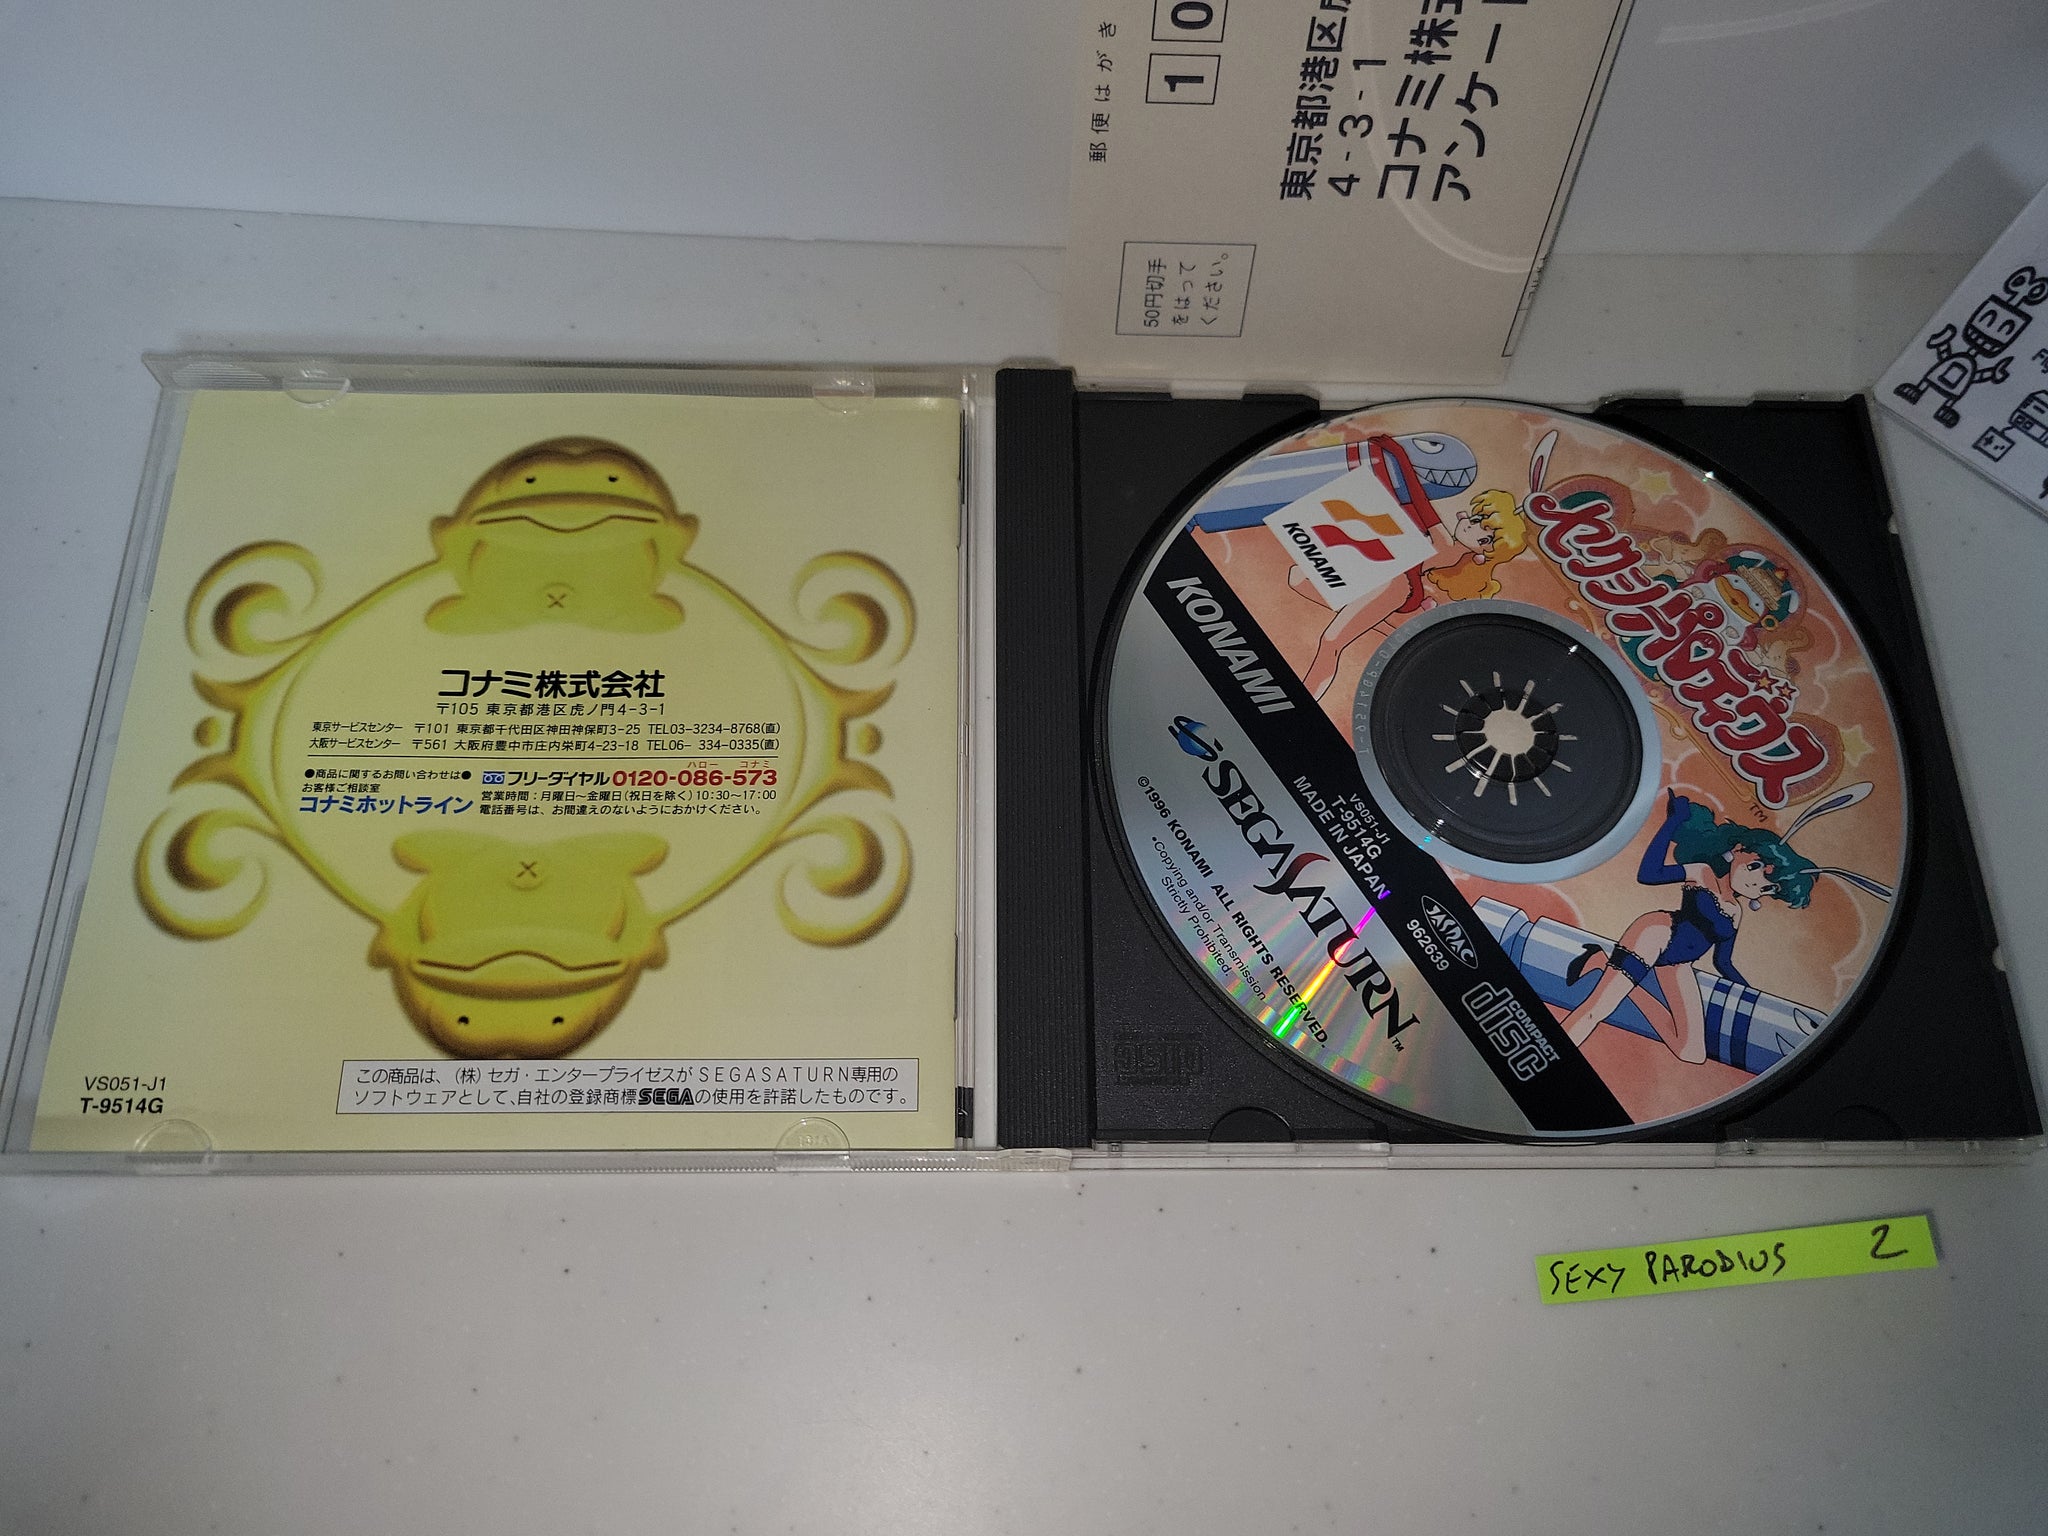 郵便はがき
1 0
東京都港区虎
4-3-1
コナミ株式
アンケート
50円切手
をはって
ください。
コナミ株式会社
〒105 東京都港区虎ノ門4-3-1
東京サービスセンター 〒101 東京都千代田区神田神保町3-25 TEL03-3234-8768(直)
大阪サービスセンター 〒561 大阪府豊中市庄内栄町4-23-18 TEL06- 334-0335(直)
ハロー コナミ
●商品に関するお問い合わせは● フリーダイヤル0120-086-573
お客様ご相談室 営業時間:月曜日〜金曜日(祝日を除く)10:30〜17:00
コナミホットライン 電話番号は、お間違えのないようにおかけください。
VS051-J1
T-9514G
この商品は、(株)セガ・エンタープライゼスがSEGASATURN専用の
ソフトウェアとして、自社の登録商標SEGAの使用を許諾したものです。
KONAMI
セクシーパロディウス
TM
KONAMI
SEGA SATURN™
VS051-J1
T-9514G
MADE IN JAPAN
©1996 KONAMI ALL RIGHTS RESERVED.
•Copying and/or Transmission
Strictly Prohibited.
JASRAC
962639
COMPACT
disc
SEXY PARODIUS 2